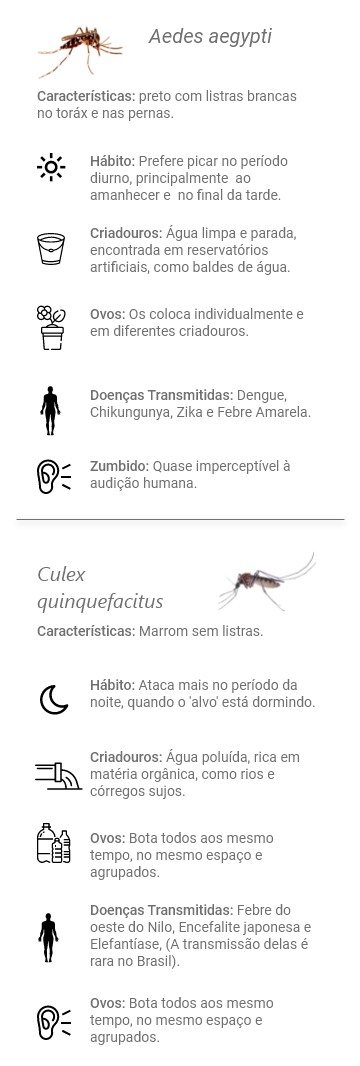 Aedes aegypti
Características: preto com listras brancas
no toráx e nas pernas.
Hábito: Prefere picar no período
diurno, principalmente ao
amanhecer e no final da tarde.
Criadouros: Água limpa e parada,
encontrada em reservatórios
artificiais, como baldes de água.
Ovos: Os coloca individualmente e
em diferentes criadouros.
Doenças Transmitidas: Dengue,
Chikungunya, Zika e Febre Amarela.
Zumbido: Quase imperceptível à
audição humana.
Culex
quinquefacitus
Características: Marrom sem listras.
Hábito: Ataca mais no período da
noite, quando o 'alvo' está dormindo.
Criadouros: Água poluída, rica em
matéria orgânica, como rios e
córregos sujos.
Ovos: Bota todos aos mesmo
tempo, no mesmo espaço e
agrupados.
Doenças Transmitidas: Febre do
oeste do Nilo, Encefalite japonesa e
Elefantíase, (A transmissão delas é
rara no Brasil).
Ovos: Bota todos aos mesmo
tempo, no mesmo espaço e
agrupados.